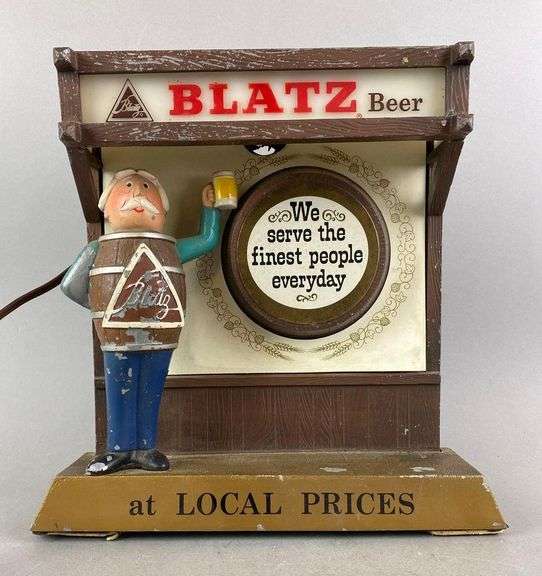 Blatz
BLATZ Beer
We
serve the
finest people
everyday
Blatz
at LOCAL PRICES